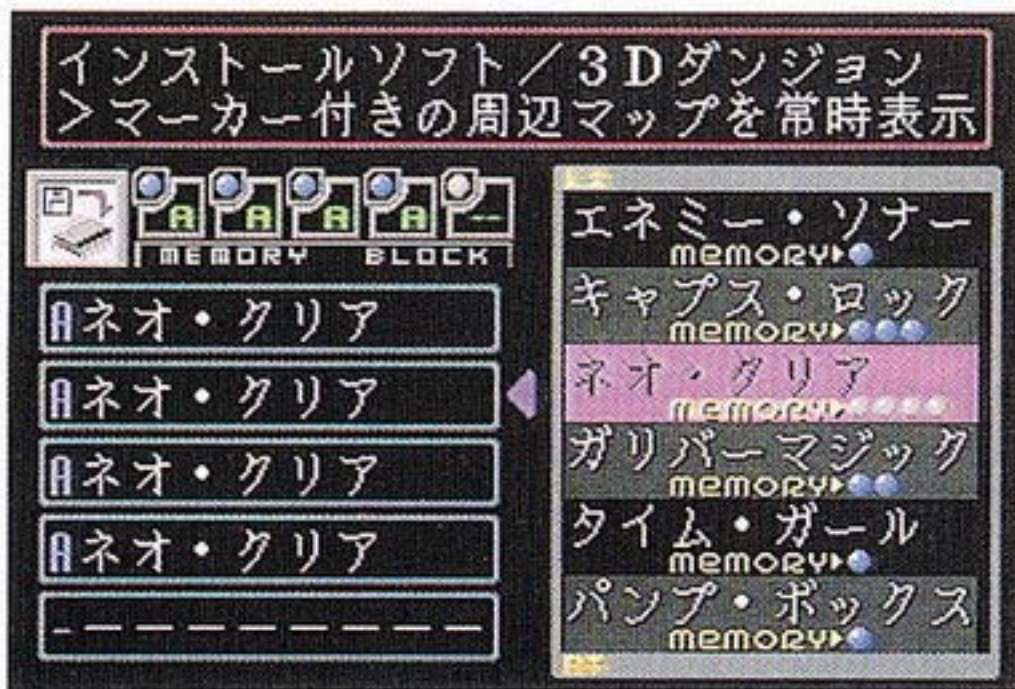 インストールソフト／３Ｄダンジョン
＞マーカー付きの周辺マップを常時表示
A A A A --
MEMORY BLOCK
Aネオ・クリア
Aネオ・クリア
Aネオ・クリア
Aネオ・クリア
----------
エネミー・ソナー
memory
キャプス・ロック
memory
ネオ・クリア
memory
ガリバーマジック
memory
タイム・ガール
memory
パンプ・ボックス
memory